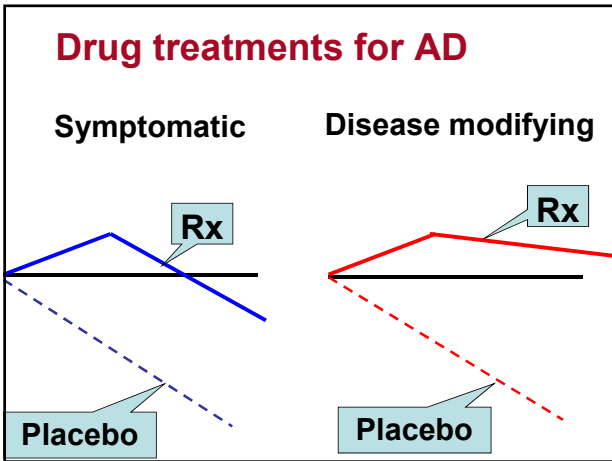 Drug treatments for AD
Symptomatic
Disease modifying
Rx
Rx
Placebo
Placebo